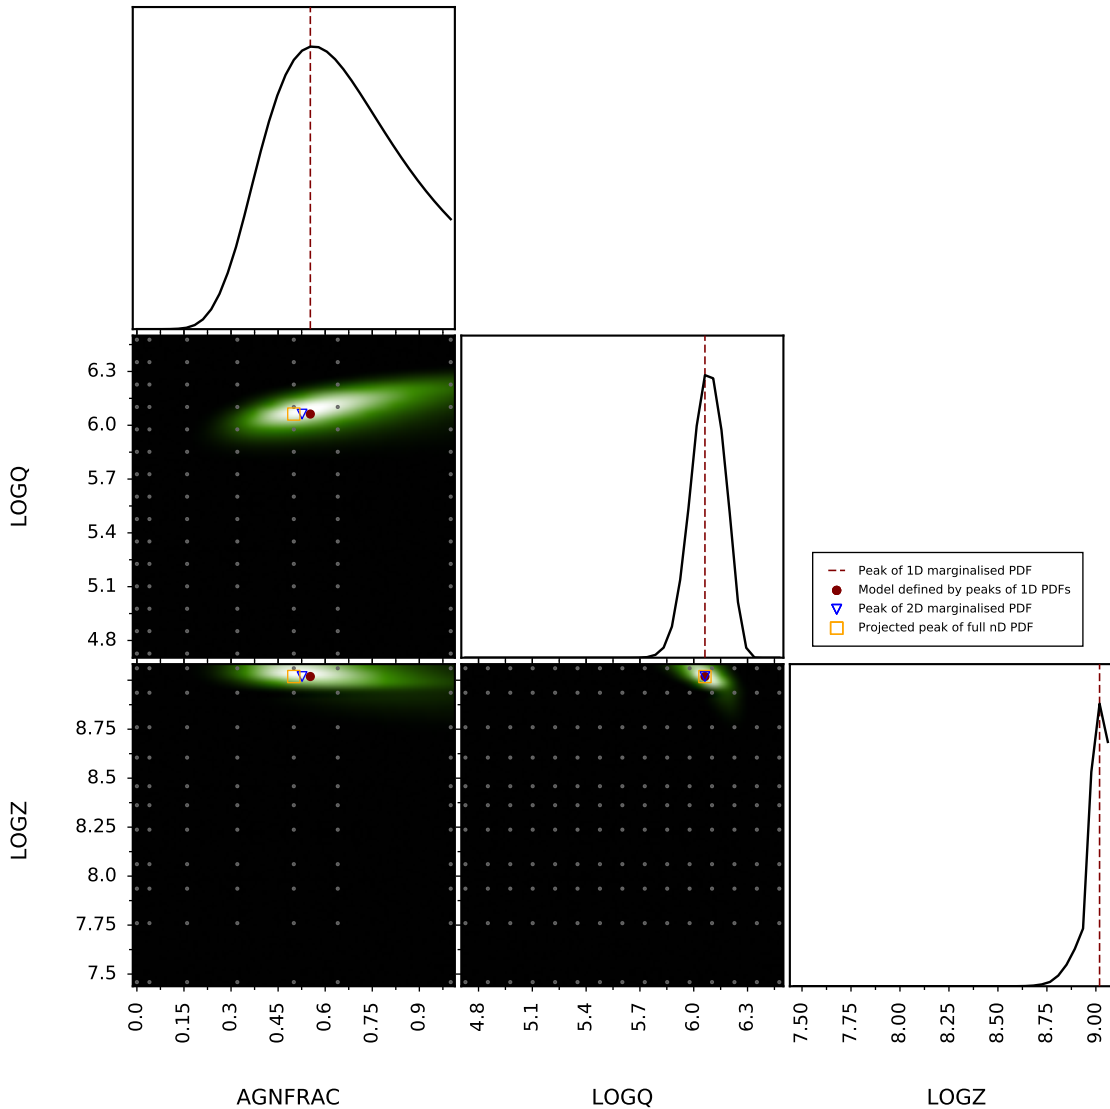 6.3
6.0
5.7
5.4
5.1
4.8
LOGQ
Peak of 1D marginalised PDF
Model defined by peaks of 1D PDFs
Peak of 2D marginalised PDF
Projected peak of full nD PDF
8.75
8.5
8.25
8.0
7.75
7.5
LOGZ
0.0 0.15 0.3 0.45 0.6 0.75 0.9
4.8 5.1 5.4 5.7 6.0 6.3
7.50 7.75 8.00 8.25 8.50 8.75 9.00
AGNFRAC LOGQ LOGZ